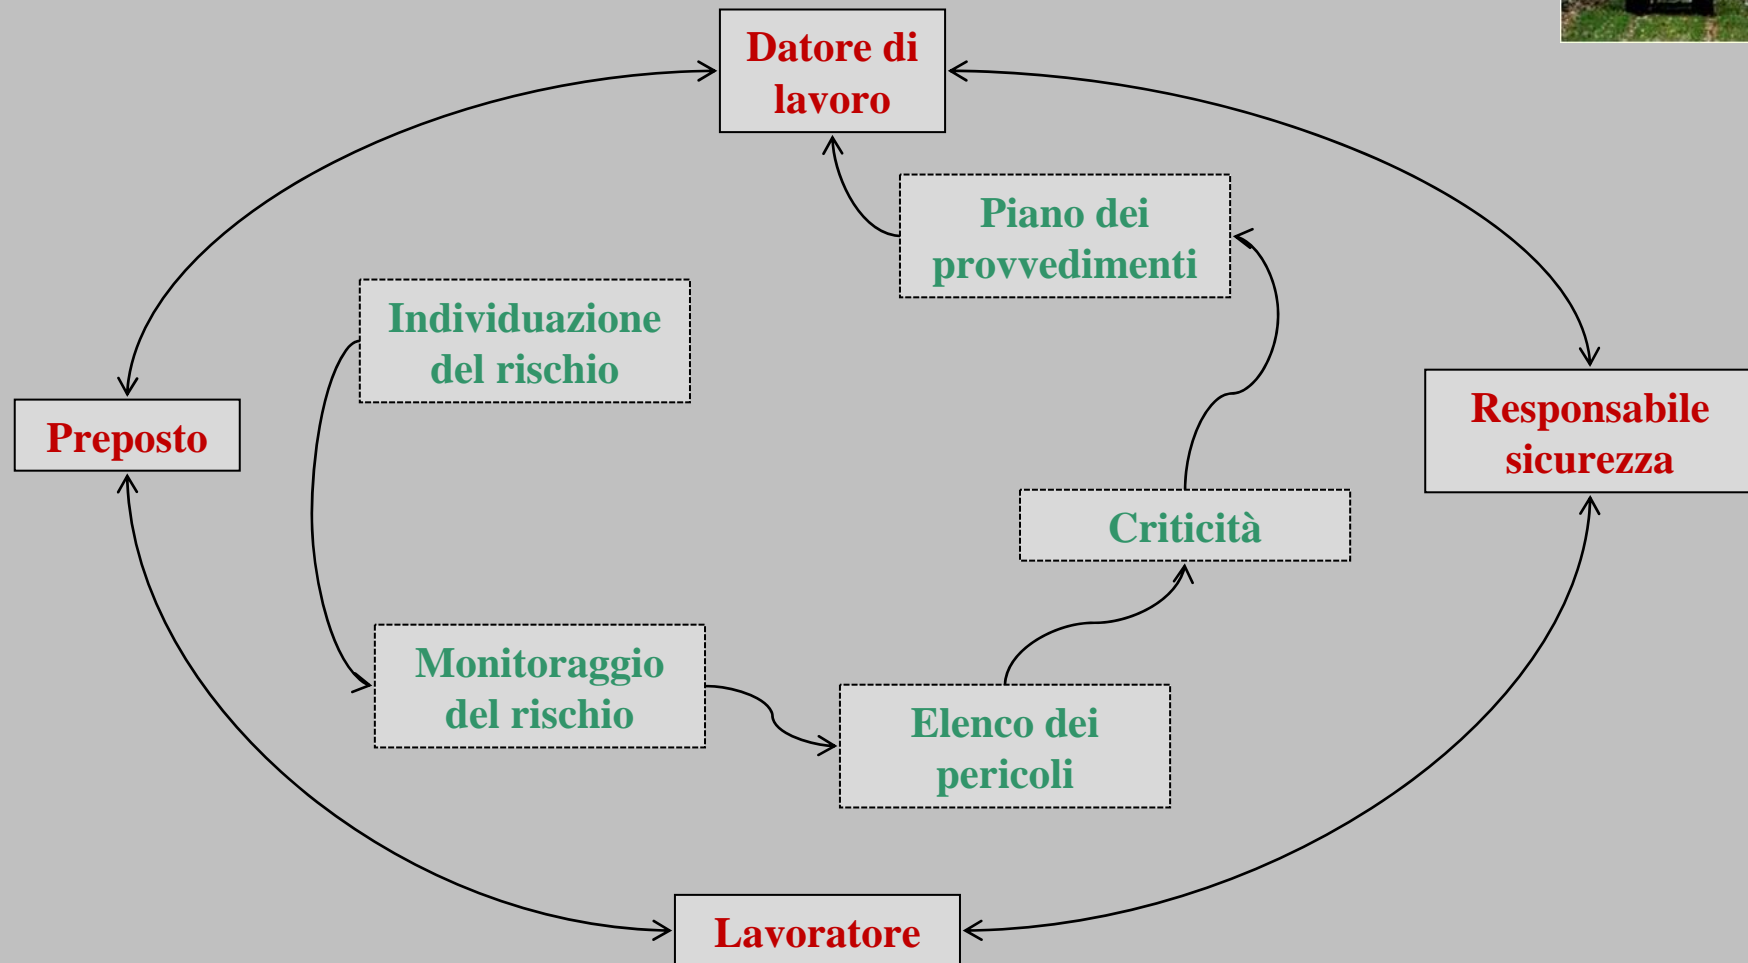 Datore di
lavoro
Piano dei
provvedimenti
Individuazione
del rischio
Preposto
Responsabile
sicurezza
Criticità
Monitoraggio
del rischio
Elenco dei
pericoli
Lavoratore